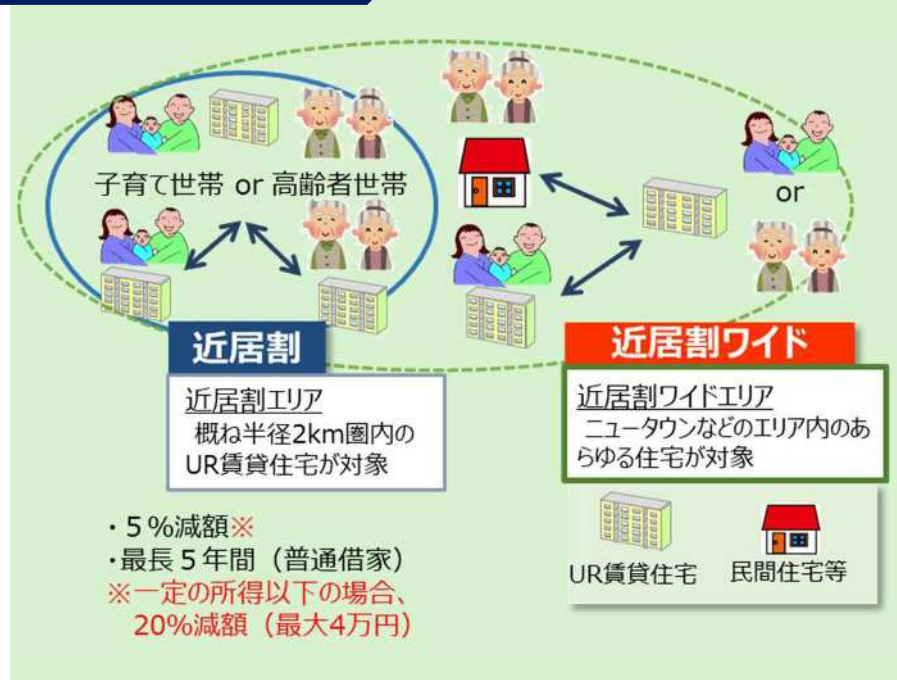 子育て世帯 or 高齢者世帯
or
近居割
近居割エリア
概ね半径2km圏内の
UR賃貸住宅が対象
近居割ワイド
近居割ワイドエリア
ニュータウンなどのエリア内のあ
らゆる住宅が対象
・5%減額※
・最長5年間（普通借家）
※一定の所得以下の場合、
20%減額（最大4万円）
UR賃貸住宅
民間住宅等